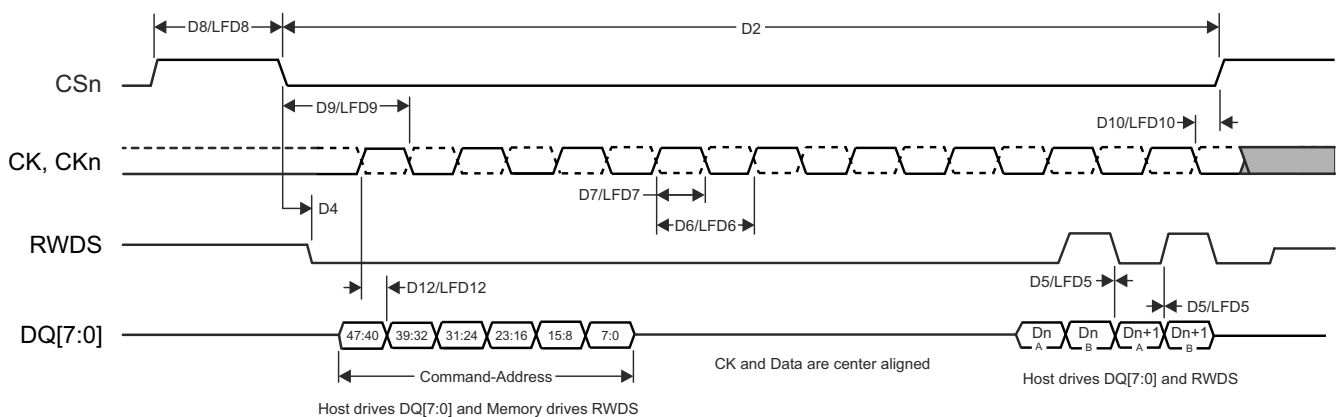 D8/LFD8
D2
CSn
D9/LFD9
D10/LFD10
CK, CKn
D7/LFD7
D4
D6/LFD6
RWDS
D12/LFD12
D5/LFD5
D5/LFD5
DQ[7:0]
47:40 39:32 31:24 23:16 15:8 7:0
Dn A Dn B Dn+1 A Dn+1 B
CK and Data are center aligned
Command-Address
Host drives DQ[7:0] and RWDS
Host drives DQ[7:0] and Memory drives RWDS